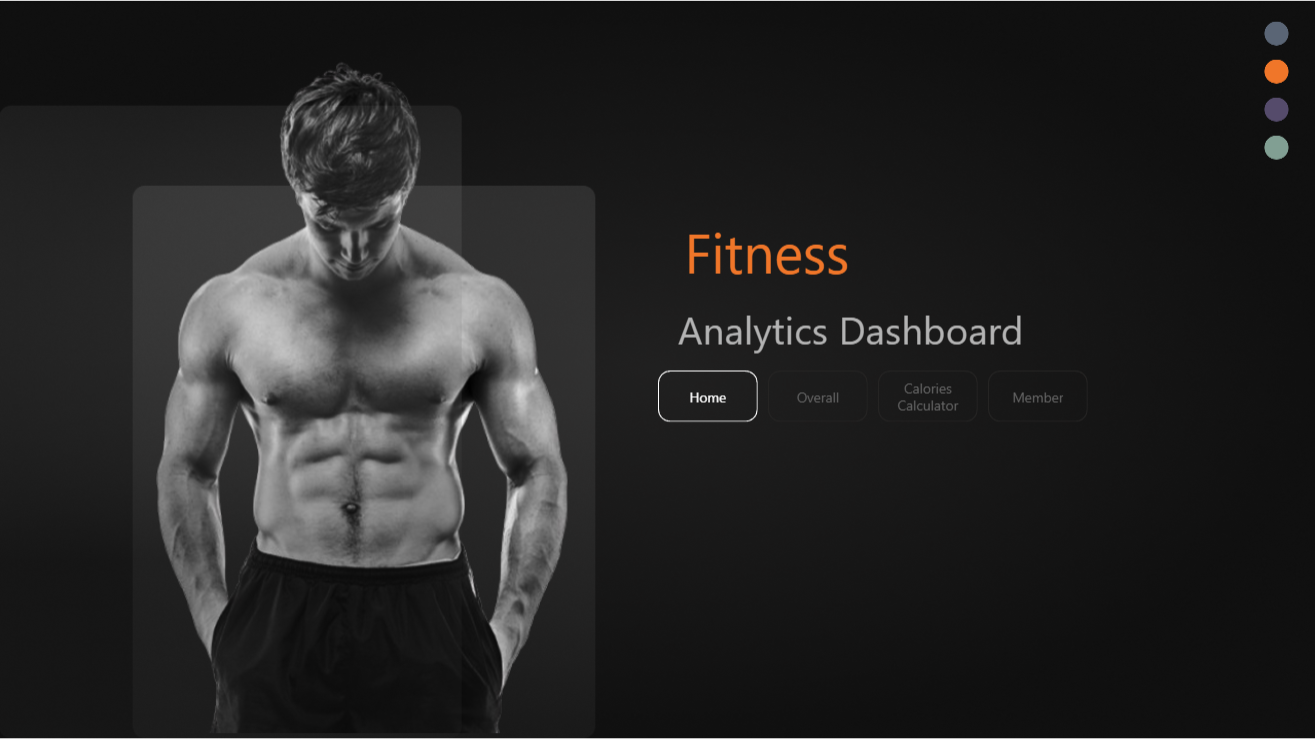 Fitness
Analytics Dashboard
Home
Overall
Calories
Calculator
Member